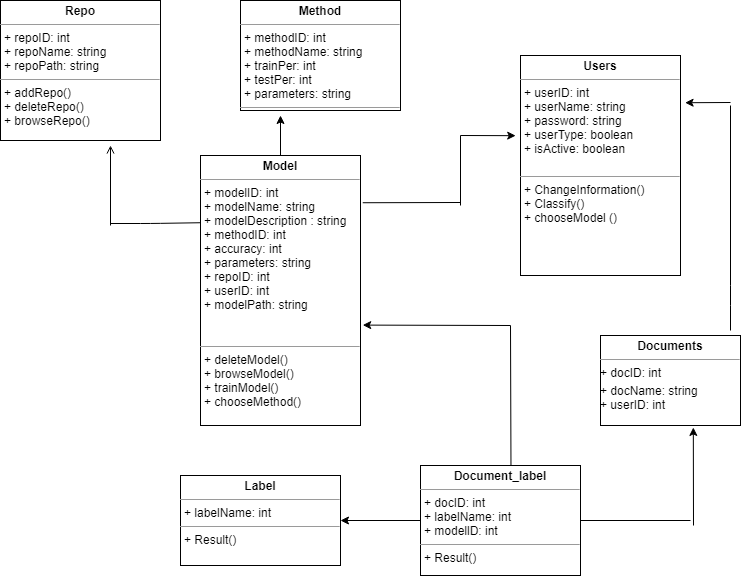 Repo
+ repoID: int
+ repoName: string
+ repoPath: string
+ addRepo()
+ deleteRepo()
+ browseRepo()
Method
+ methodID: int
+ methodName: string
+ trainPer: int
+ testPer: int
+ parameters: string
Users
+ userID: int
+ userName: string
+ password: string
+ userType: boolean
+ isActive: boolean
+ ChangeInformation()
+ Classify()
+ chooseModel ()
Model
+ modelID: int
+ modelName: string
+ modelDescription : string
+ methodID: int
+ accuracy: int
+ parameters: string
+ repoID: int
+ userID: int
+ modelPath: string
+ deleteModel()
+ browseModel()
+ trainModel()
+ chooseMethod()
Documents
+ docID: int
+ docName: string
+ userID: int
Label
+ labelName: int
+ Result()
Document_label
+ docID: int
+ labelName: int
+ modelID: int
+ Result()